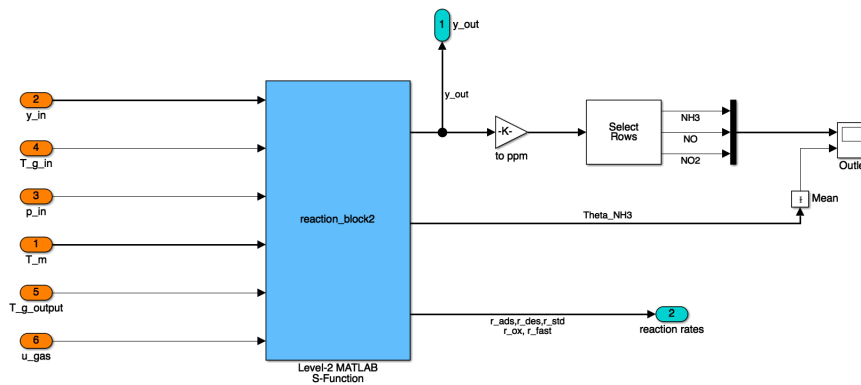 1
y_out
2
y_in
y_out
4
T_g_in
-K-
to ppm
Select
Rows
NH3
NO
NO2
Outle
3
p_in
reaction_block2
Mean
Theta_NH3
1
T_m
5
T_g_output
r_ads,r_des,r_std
r_ox, r_fast
2
reaction rates
6
u_gas
Level-2 MATLAB
S-Function